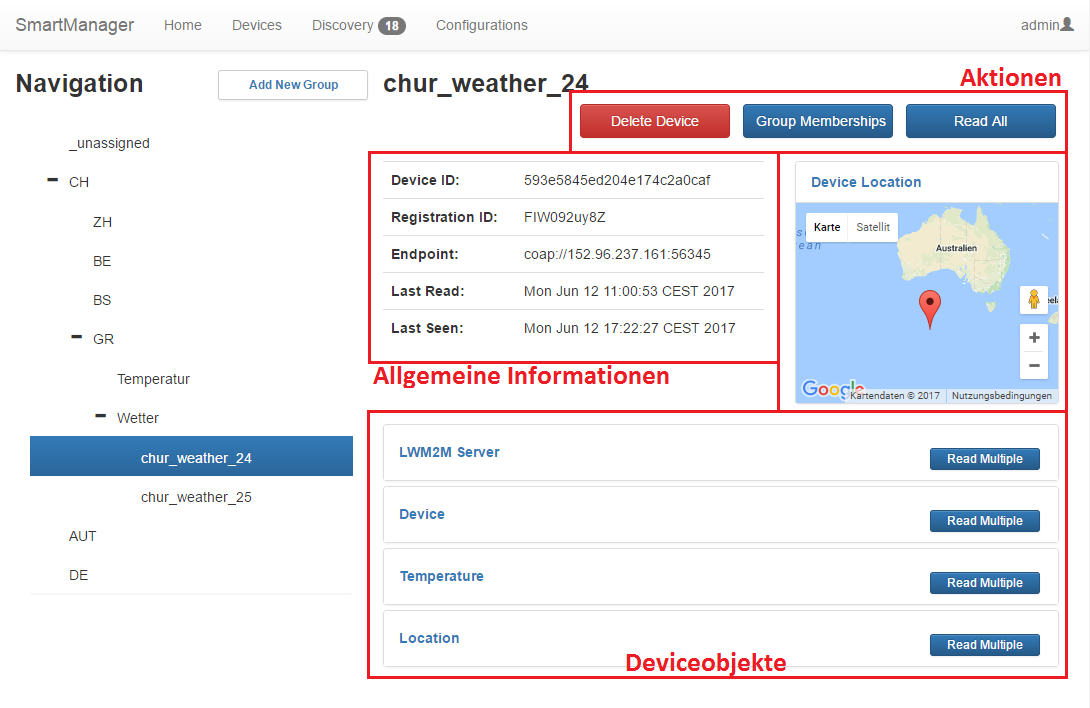 SmartManager Home Devices Discovery 18 Configurations admin
Navigation Add New Group chur_weather_24
Aktionen
Delete Device Group Memberships Read All
_unassigned
CH
ZH
BE
BS
GR
Temperatur
Wetter
chur_weather_24
chur_weather_25
AUT
DE
Device ID: 593e5845ed204e174c2a0caf
Registration ID: FIW092uy8Z
Endpoint: coap://152.96.237.161:56345
Last Read: Mon Jun 12 11:00:53 CEST 2017
Last Seen: Mon Jun 12 17:22:27 CEST 2017
Allgemeine Informationen
Device Location
Karte Satellit
Australien
Google
Kartendaten © 2017 Nutzungsbedingungen
LWM2M Server Read Multiple
Device Read Multiple
Temperature Read Multiple
Location Read Multiple
Deviceobjekte